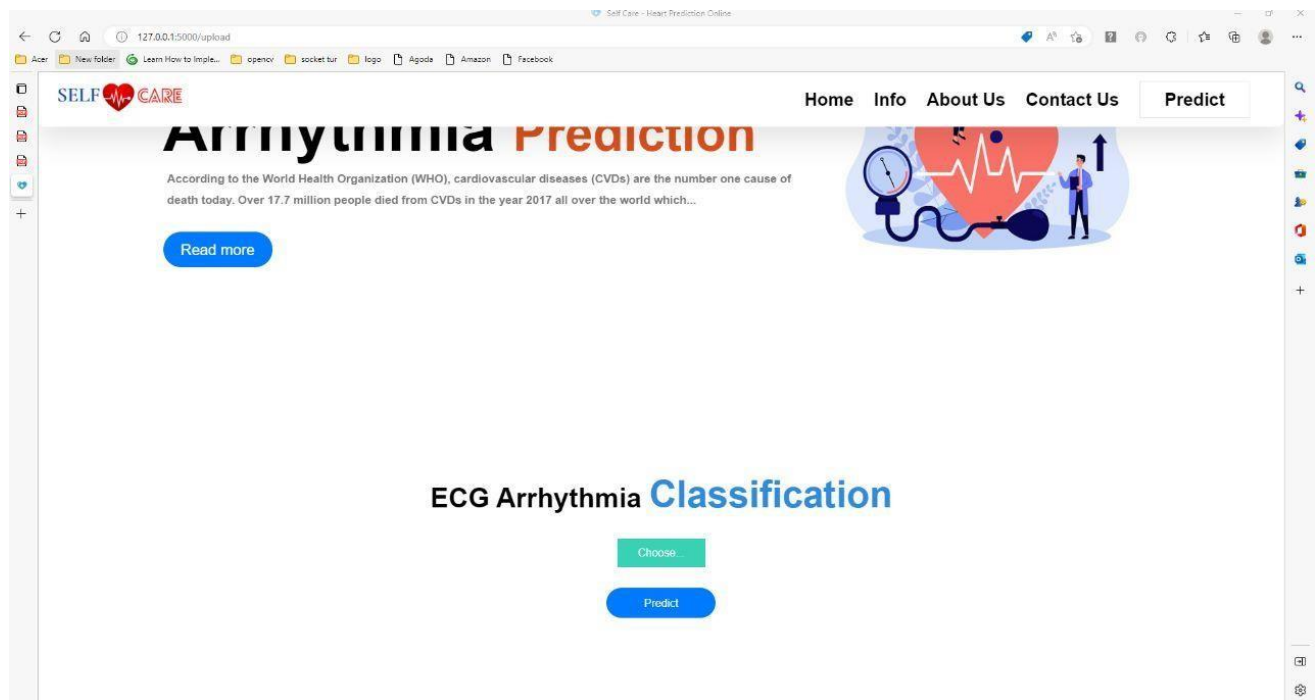 Self Care - Heart Prediction Online
127.0.0.1:5000/upload
Acer New folder Learn How to Imple... opencv socket tur logo Agoda Amazon Facebook
SELF CARE Home Info About Us Contact Us Predict
Arrhythmia Prediction
According to the World Health Organization (WHO), cardiovascular diseases (CVDs) are the number one cause of
death today. Over 17.7 million people died from CVDs in the year 2017 all over the world which...
Read more
ECG Arrhythmia Classification
Choose...
Predict